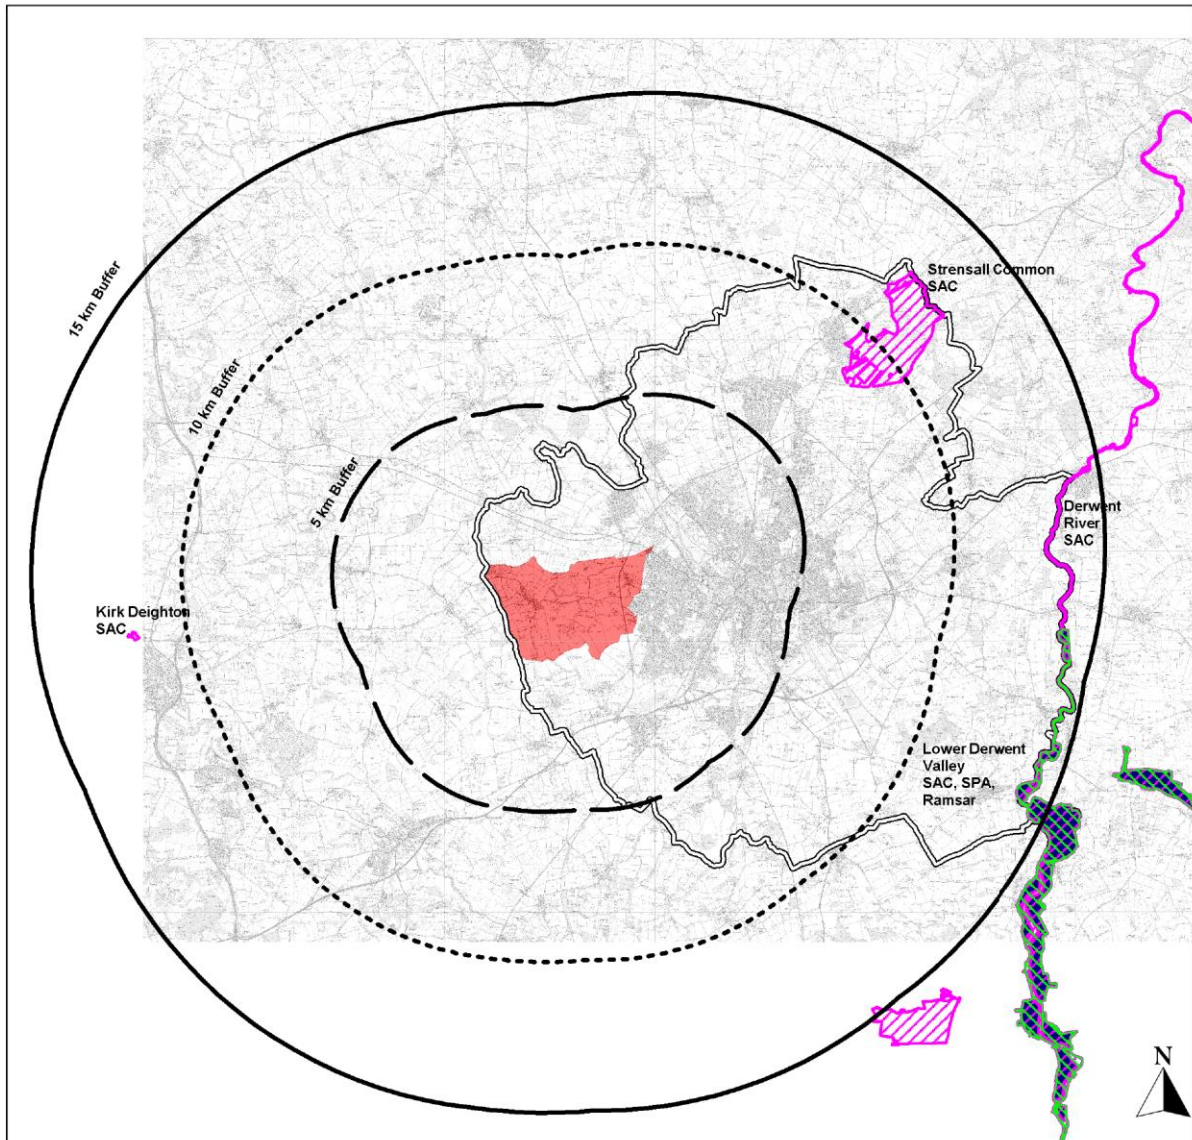 Strensall Common
SAC
15 km Buffer
10 km Buffer
5 km Buffer
Derwent
River
SAC
Kirk Deighton
SAC
Lower Derwent
Valley
SAC, SPA,
Ramsar
N